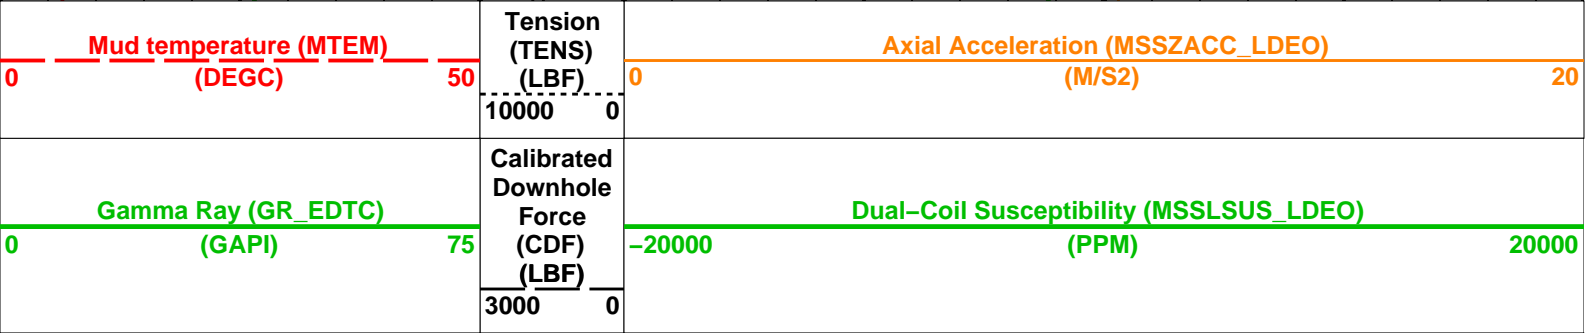 Mud temperature (MTEM)
(DEGC)
0 50
Tension
(TENS)
(LBF)
10000 0
Axial Acceleration (MSSZACC_LDEO)
(M/S2)
0 20
Gamma Ray (GR_EDTC)
(GAPI)
0 75
Calibrated
Downhole
Force
(CDF)
(LBF)
3000 0
Dual−Coil Susceptibility (MSSLSUS_LDEO)
(PPM)
−20000 20000